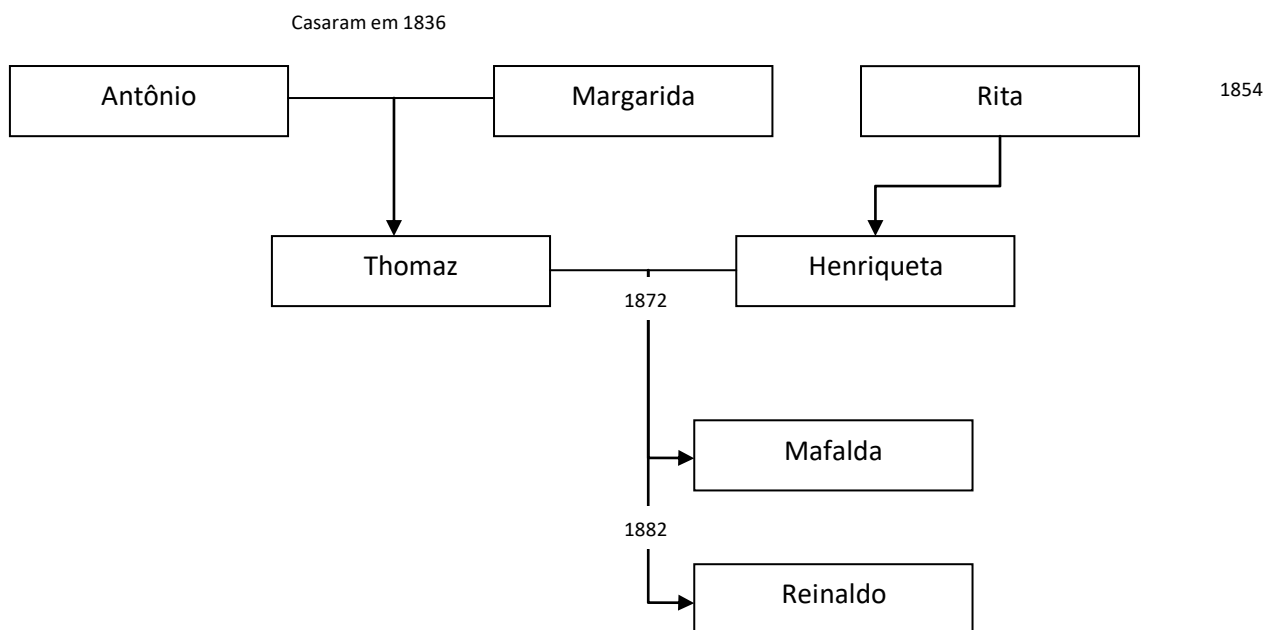 Casaram em 1836
Antônio
Margarida
Rita
1854
Thomaz
Henriqueta
1872
Mafalda
1882
Reinaldo